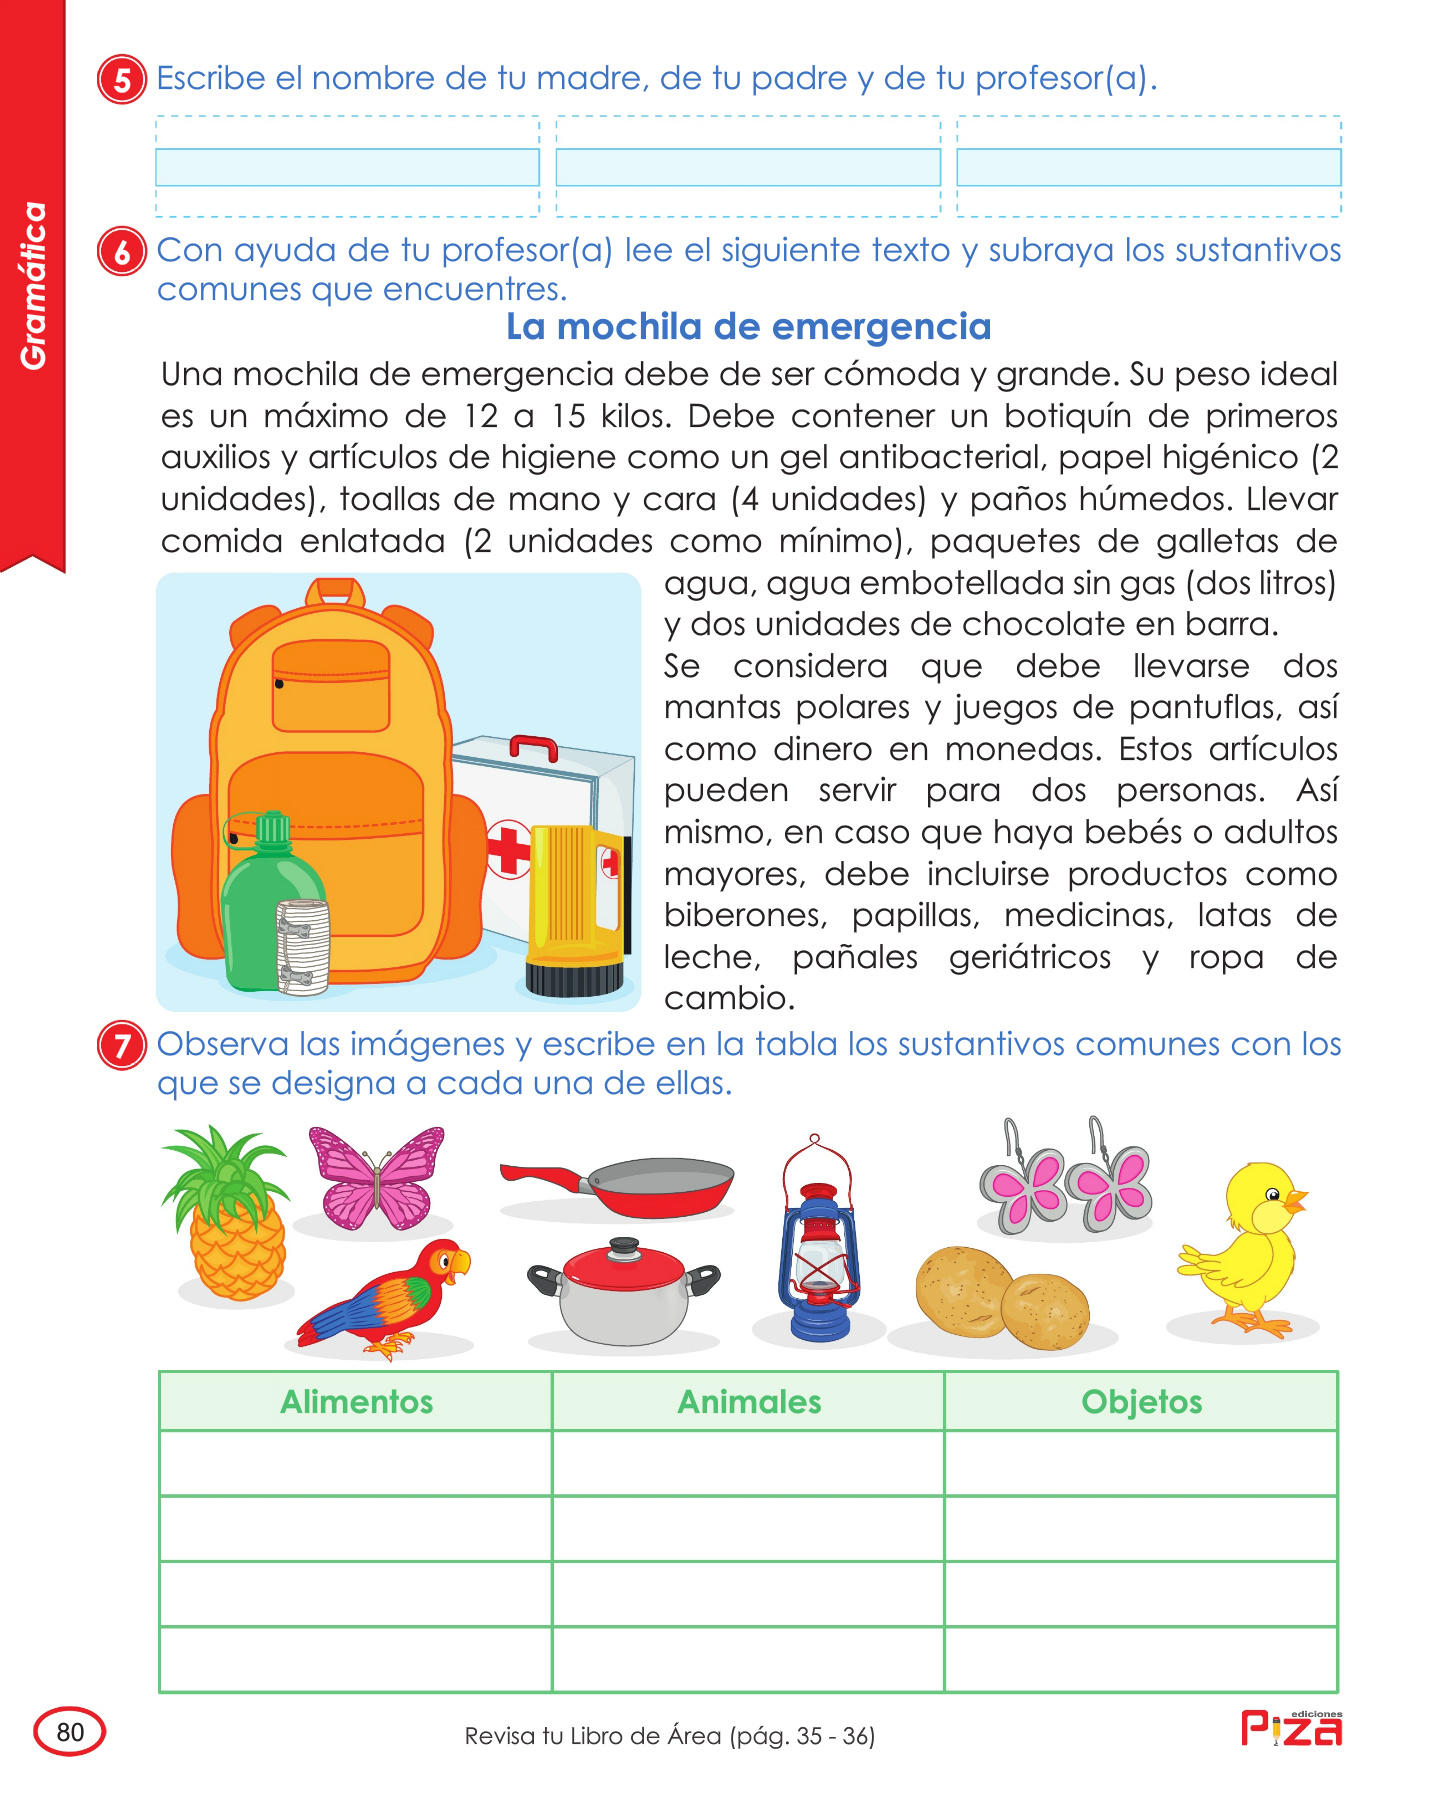 Gramática
5 Escribe el nombre de tu madre, de tu padre y de tu profesor(a).
6 Con ayuda de tu profesor(a) lee el siguiente texto y subraya los sustantivos
comunes que encuentres.
La mochila de emergencia
Una mochila de emergencia debe de ser cómoda y grande. Su peso ideal
es un máximo de 12 a 15 kilos. Debe contener un botiquín de primeros
auxilios y artículos de higiene como un gel antibacterial, papel higénico (2
unidades), toallas de mano y cara (4 unidades) y paños húmedos. Llevar
comida enlatada (2 unidades como mínimo), paquetes de galletas de
agua, agua embotellada sin gas (dos litros)
y dos unidades de chocolate en barra.
Se considera que debe llevarse dos
mantas polares y juegos de pantuflas, así
como dinero en monedas. Estos artículos
pueden servir para dos personas. Así
mismo, en caso que haya bebés o adultos
mayores, debe incluirse productos como
biberones, papillas, medicinas, latas de
leche, pañales geriátricos y ropa de
cambio.
7 Observa las imágenes y escribe en la tabla los sustantivos comunes con los
que se designa a cada una de ellas.
Alimentos Animales Objetos
80
Revisa tu Libro de Área (pág. 35 - 36)
ediciones
Piza